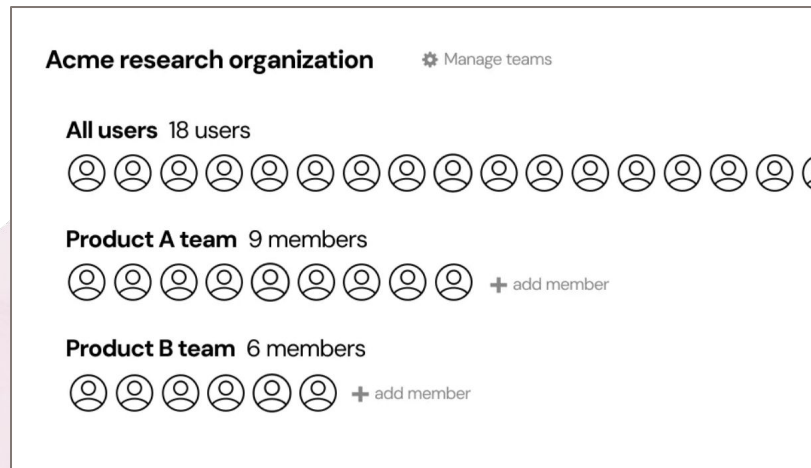 Acme research organization Manage teams
All users 18 users
Product A team 9 members
add member
Product B team 6 members
add member